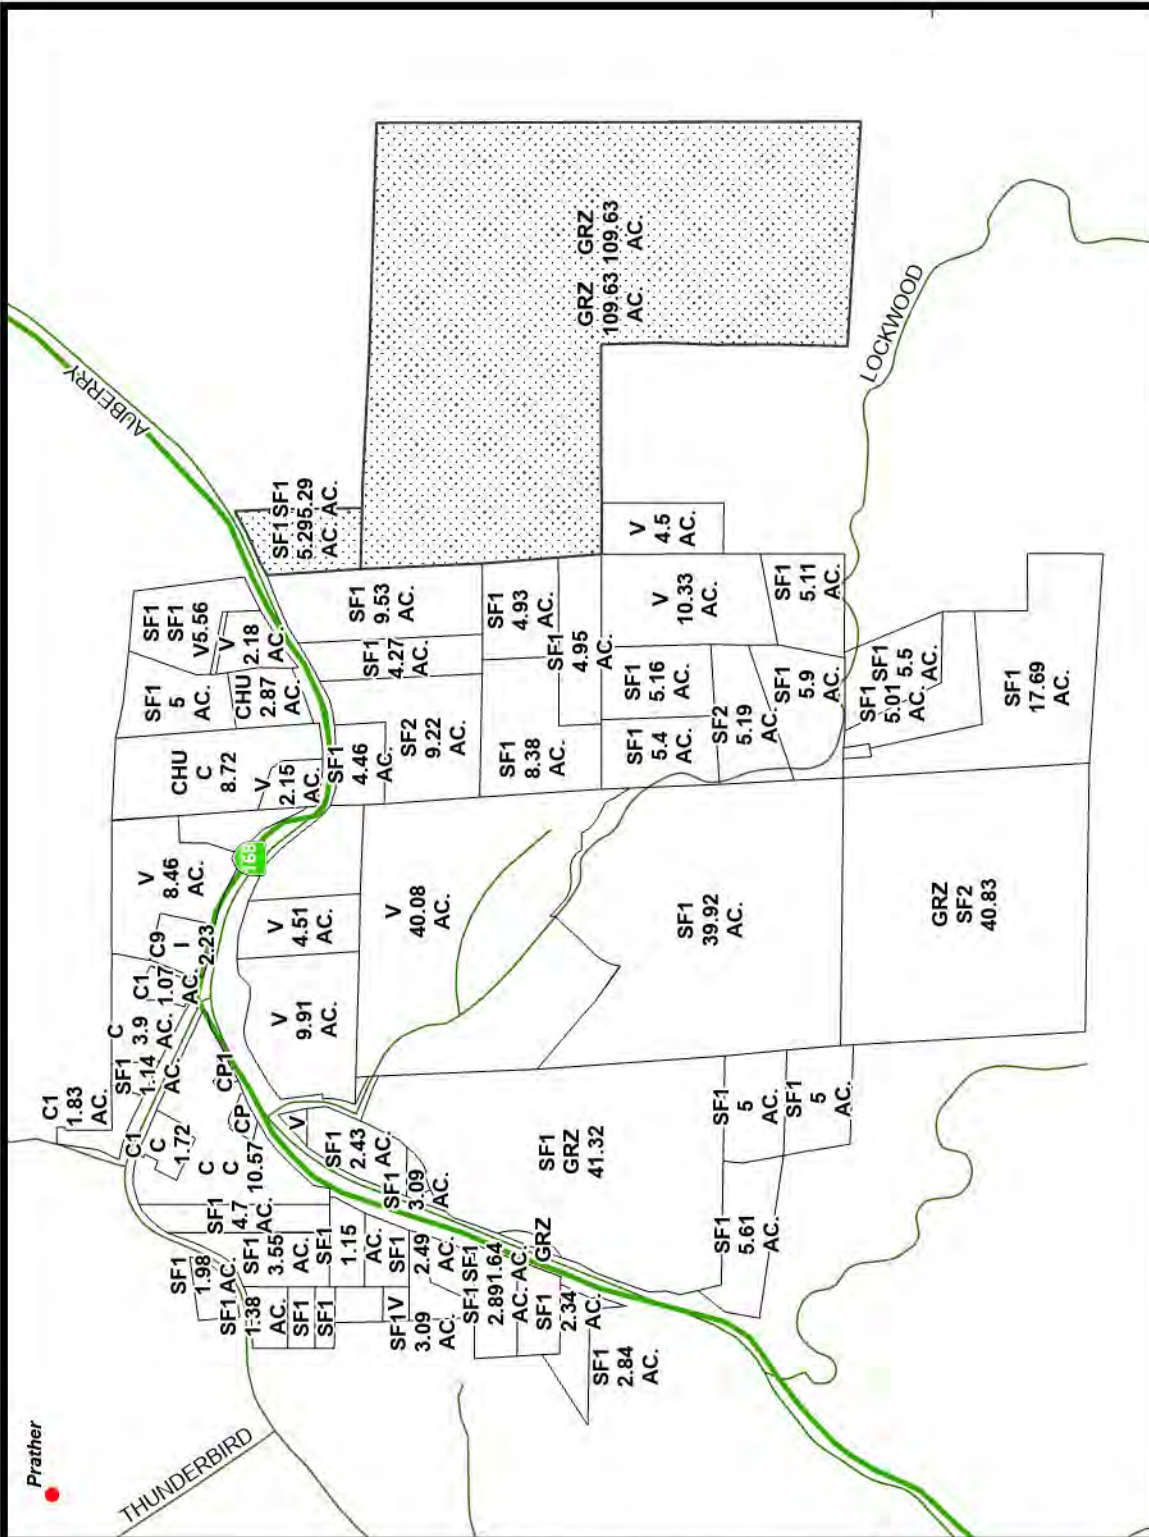 AUBERRY
GRZ
109.63
AC.
GRZ
109.63
AC.
LOCKWOOD
SF1
5.29
AC.
SF1
5.29
AC.
V
4.5
AC.
SF1
SF1
V5.56
V
2.18
AC.
SF1
5
AC.
CHU
2.87
AC.
SF1
9.53
AC.
SF1
4.27
AC.
SF1
4.93
AC.
SF1
4.95
AC.
V
10.33
AC.
SF1
5.11
AC.
SF1
5.16
AC.
SF1
5.9
AC.
SF1
5.5
AC.
SF1
5.01
AC.
SF1
17.69
AC.
CHU
C
8.72
V
2.15
AC.
SF1
4.46
AC.
SF2
9.22
AC.
SF1
8.38
AC.
SF1
5.4
AC.
SF2
5.19
AC.
168
V
8.46
AC.
C9
I
2.23
V
4.51
AC.
V
40.08
AC.
SF1
39.92
AC.
GRZ
SF2
40.83
C1
1.07
AC.
C
3.9
AC.
SF1
1.14
AC.
V
9.91
AC.
C1
1.83
AC.
CP1
CP
C1
C
1.72
C
C
10.57
V
SF1
2.43
AC.
SF1
3.09
AC.
SF1
GRZ
41.32
SF1
5
AC.
SF1
5
AC.
SF1
5.61
AC.
SF1
4.7
AC.
SF1
3.55
AC.
SF1
1.15
AC.
SF1
2.49
AC.
SF1
1.64
AC.
GRZ
SF1
1.98
AC.
SF1
1.38
AC.
SF1
SF1
SF1V
3.09
AC.
SF1
2.89
AC.
SF1
2.34
AC.
SF1
2.84
AC.
Prather
THUNDERBIRD